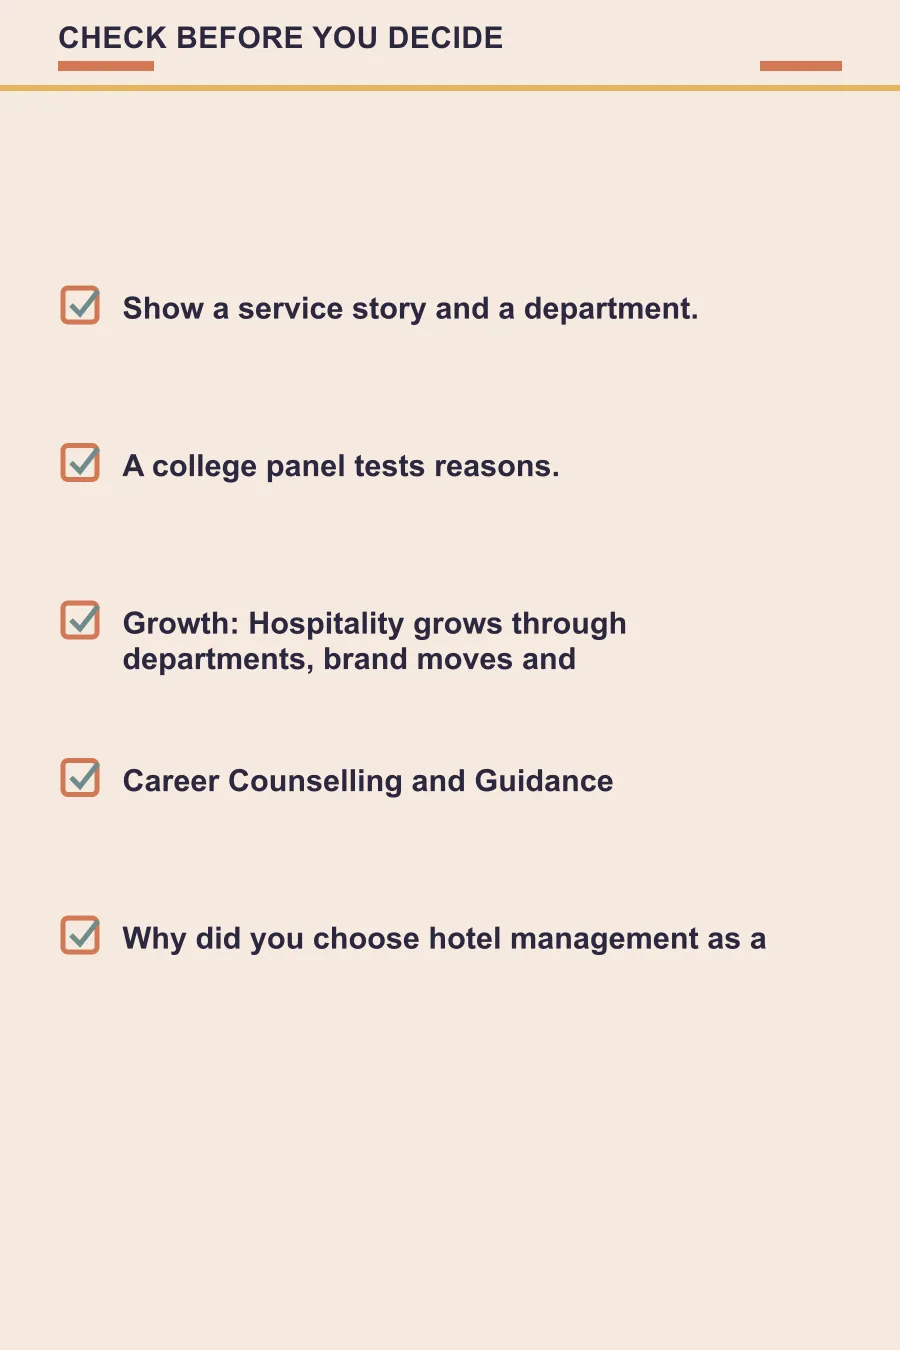 CHECK BEFORE YOU DECIDE
Show a service story and a department.
A college panel tests reasons.
Growth: Hospitality grows through
departments, brand moves and
Career Counselling and Guidance
Why did you choose hotel management as a